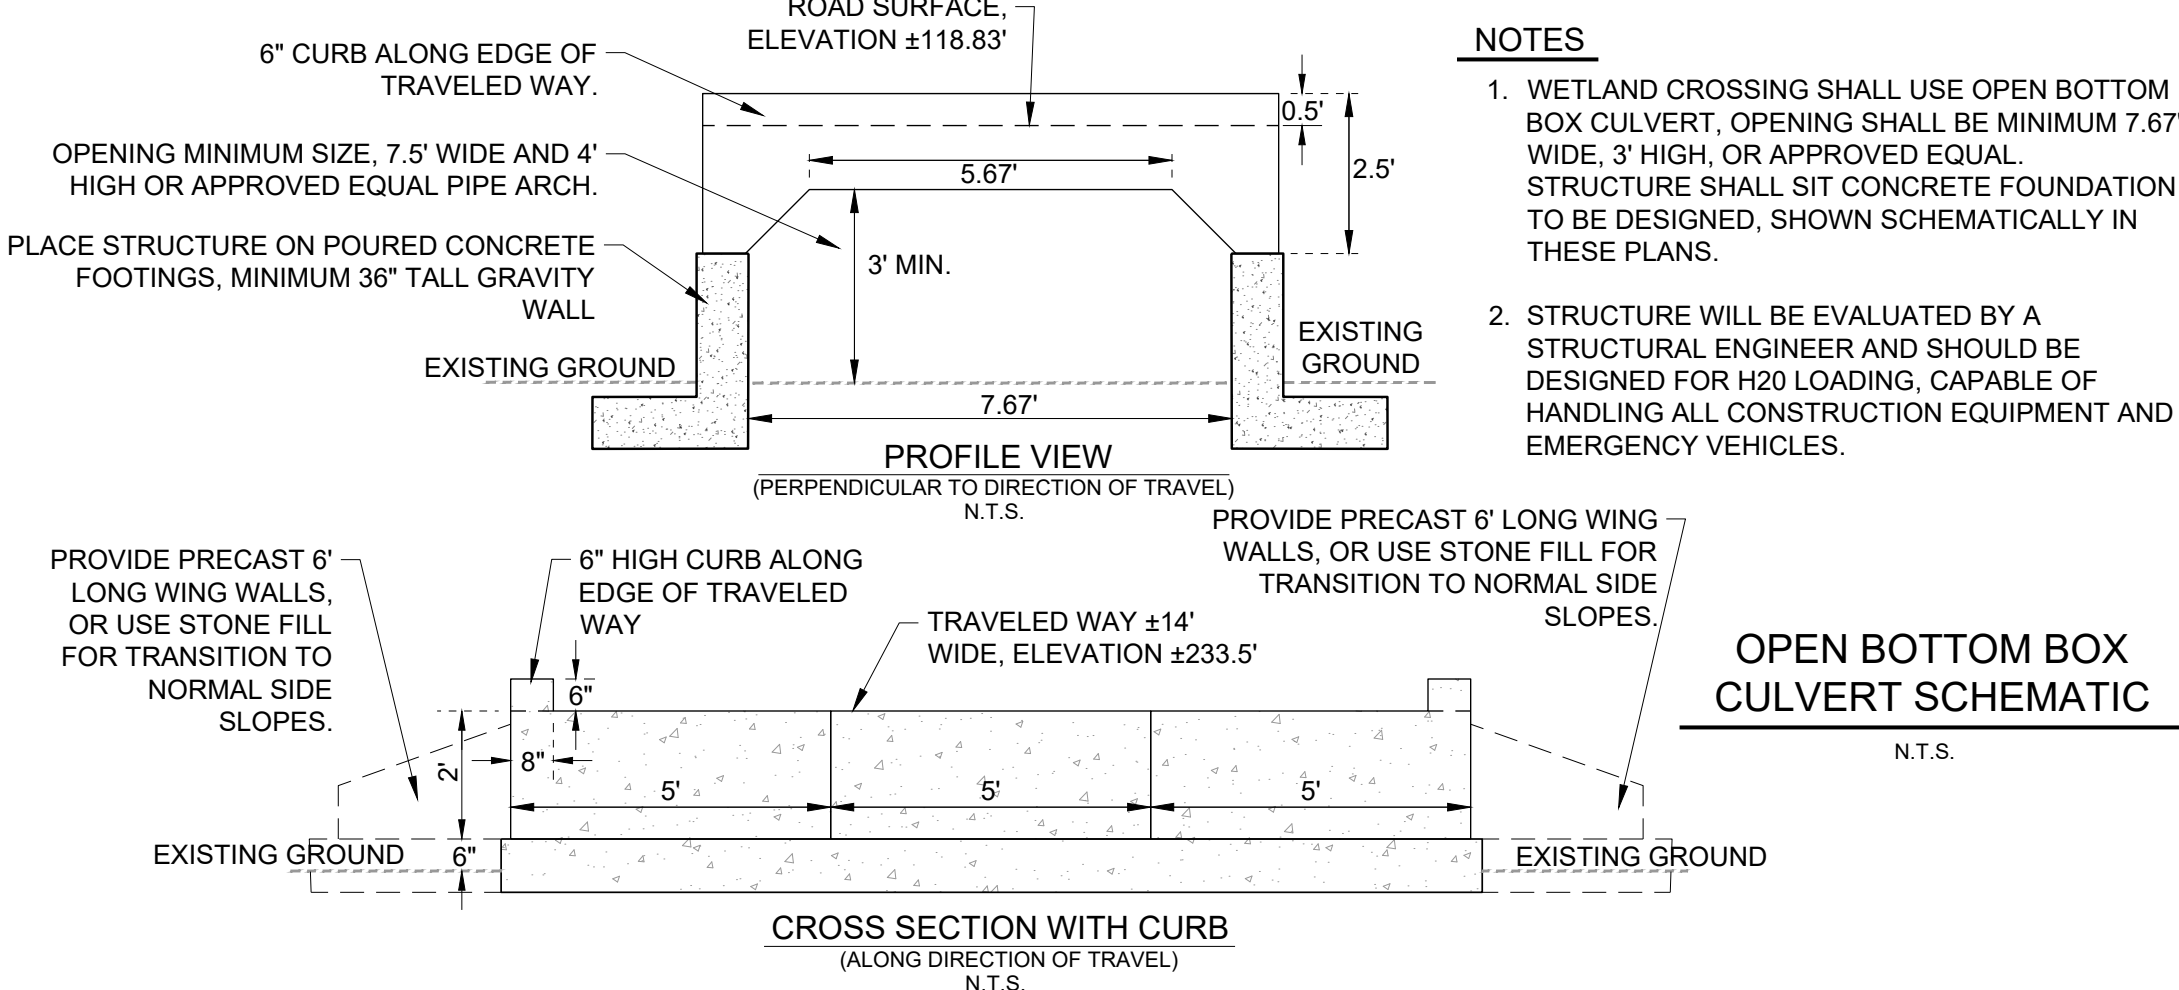 ROAD SURFACE,
ELEVATION ±118.83'
6" CURB ALONG EDGE OF
TRAVELED WAY.
0.5'
OPENING MINIMUM SIZE, 7.5' WIDE AND 4'
HIGH OR APPROVED EQUAL PIPE ARCH.
5.67'
2.5'
PLACE STRUCTURE ON POURED CONCRETE
FOOTINGS, MINIMUM 36" TALL GRAVITY
WALL
3' MIN.
EXISTING GROUND
EXISTING
GROUND
7.67'
PROFILE VIEW
(PERPENDICULAR TO DIRECTION OF TRAVEL)
N.T.S.
NOTES
1. WETLAND CROSSING SHALL USE OPEN BOTTOM
BOX CULVERT, OPENING SHALL BE MINIMUM 7.67'
WIDE, 3' HIGH, OR APPROVED EQUAL.
STRUCTURE SHALL SIT CONCRETE FOUNDATION
TO BE DESIGNED, SHOWN SCHEMATICALLY IN
THESE PLANS.
2. STRUCTURE WILL BE EVALUATED BY A
STRUCTURAL ENGINEER AND SHOULD BE
DESIGNED FOR H20 LOADING, CAPABLE OF
HANDLING ALL CONSTRUCTION EQUIPMENT AND
EMERGENCY VEHICLES.
PROVIDE PRECAST 6'
LONG WING WALLS,
OR USE STONE FILL
FOR TRANSITION TO
NORMAL SIDE
SLOPES.
6" HIGH CURB ALONG
EDGE OF TRAVELED
WAY
TRAVELED WAY ±14'
WIDE, ELEVATION ±233.5'
PROVIDE PRECAST 6' LONG WING
WALLS, OR USE STONE FILL FOR
TRANSITION TO NORMAL SIDE
SLOPES.
6"
2'
8"
5'
5'
5'
EXISTING GROUND
6"
EXISTING GROUND
CROSS SECTION WITH CURB
(ALONG DIRECTION OF TRAVEL)
N.T.S.
OPEN BOTTOM BOX
CULVERT SCHEMATIC
N.T.S.